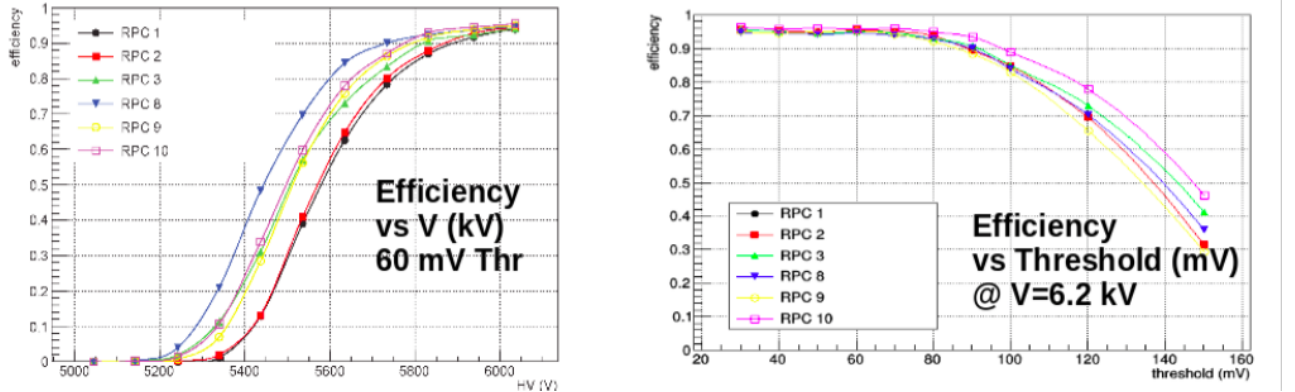 efficiency
1
0.9
0.8
0.7
0.6
0.5
0.4
0.3
0.2
0.1
0
RPC 1
RPC 2
RPC 3
RPC 8
RPC 9
RPC 10
Efficiency
vs V (kV)
60 mV Thr
5000 5200 5400 5600 5800 6000
HV (V)
efficiency
1
0.9
0.8
0.7
0.6
0.5
0.4
0.3
0.2
0.1
0
RPC 1
RPC 2
RPC 3
RPC 8
RPC 9
RPC 10
Efficiency
vs Threshold (mV)
@ V=6.2 kV
20 40 60 80 100 120 140 160
threshold (mV)